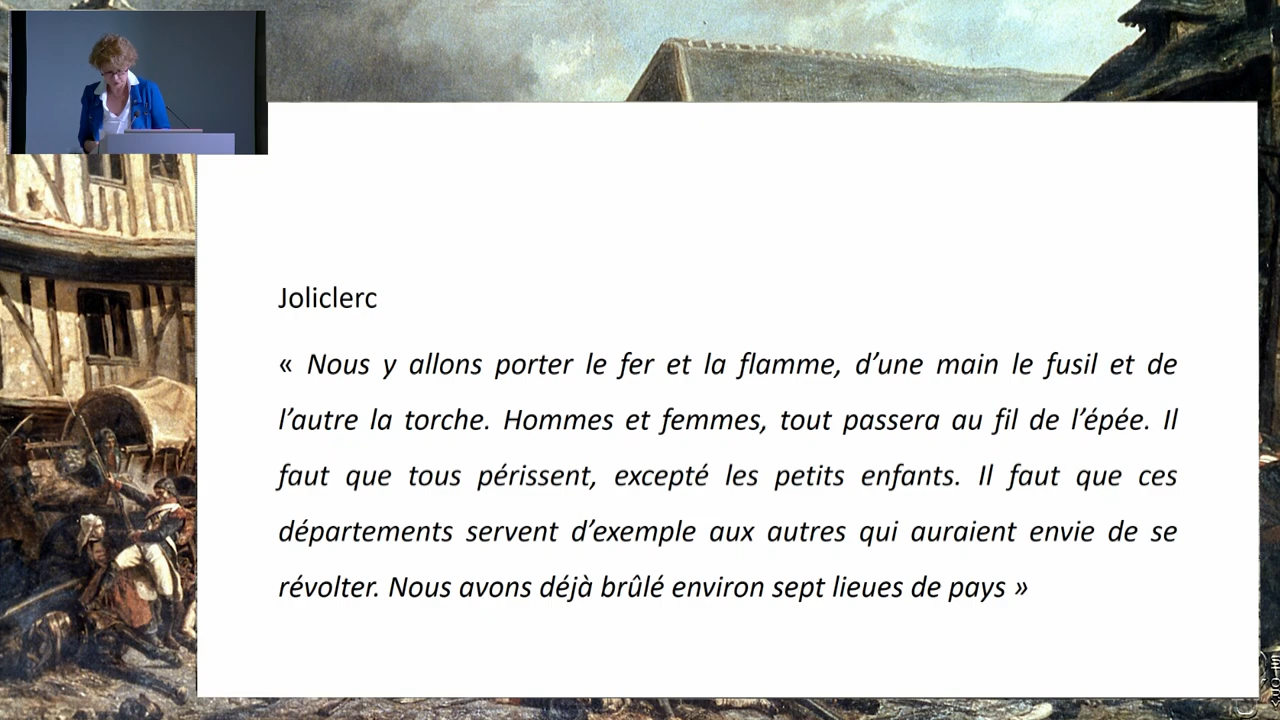 Joliclerc
« Nous y allons porter le fer et la flamme, d’une main le fusil et de
l’autre la torche. Hommes et femmes, tout passera au fil de l’épée. Il
faut que tous périssent, excepté les petits enfants. Il faut que ces
départements servent d’exemple aux autres qui auraient envie de se
révolter. Nous avons déjà brûlé environ sept lieues de pays »